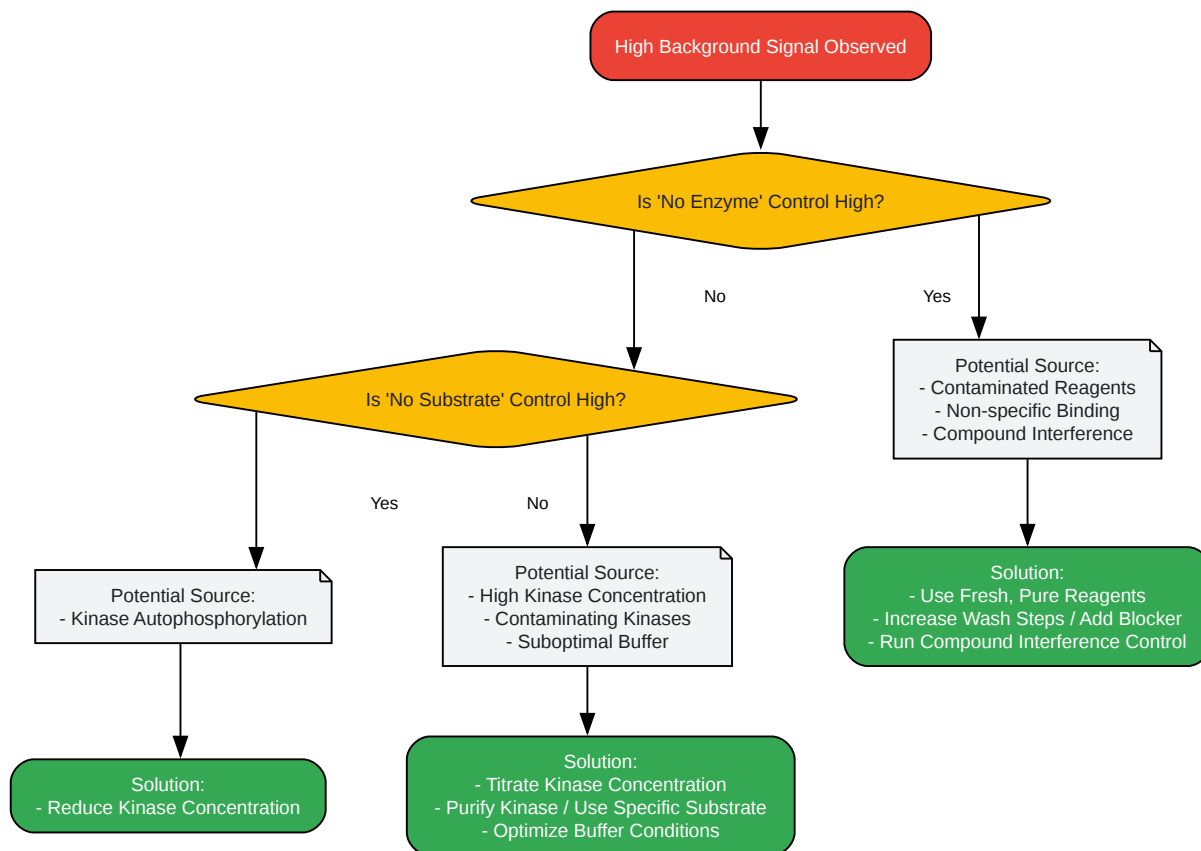 High Background Signal Observed
Is 'No Enzyme' Control High?
No
Yes
Potential Source:
- Contaminated Reagents
- Non-specific Binding
- Compound Interference
Is 'No Substrate' Control High?
Yes
No
Potential Source:
- Kinase Autophosphorylation
Potential Source:
- High Kinase Concentration
- Contaminating Kinases
- Suboptimal Buffer
Solution:
- Use Fresh, Pure Reagents
- Increase Wash Steps / Add Blocker
- Run Compound Interference Control
Solution:
- Reduce Kinase Concentration
Solution:
- Titrate Kinase Concentration
- Purify Kinase / Use Specific Substrate
- Optimize Buffer Conditions